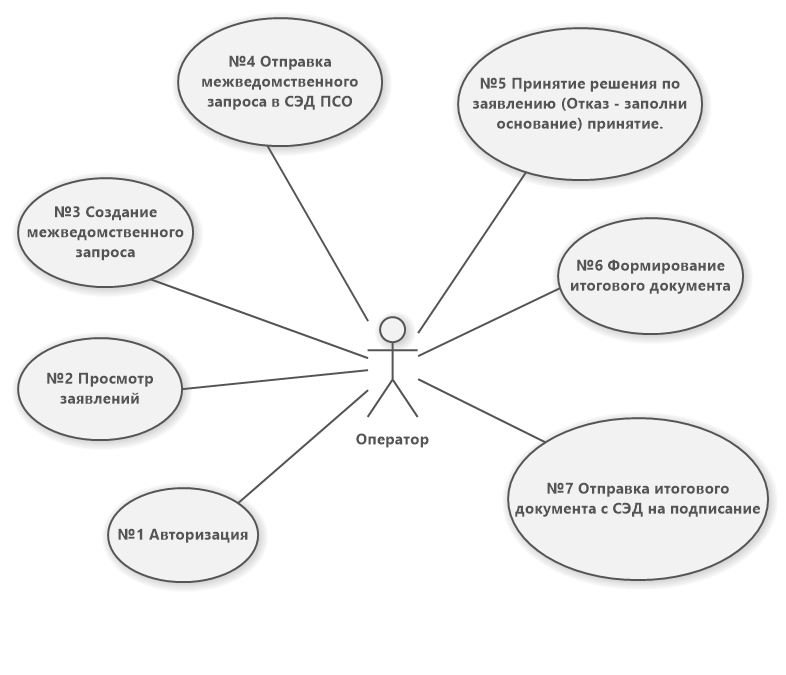 №4 Отправка
межведомственного
запроса в СЭД ПСО
№5 Принятие решения по
заявлению (Отказ - заполни
основание) принятие.
№3 Создание
межведомственного
запроса
№6 Формирование
итогового документа
№2 Просмотр
заявлений
Оператор
№7 Отправка итогового
документа с СЭД на подписание
№1 Авторизация